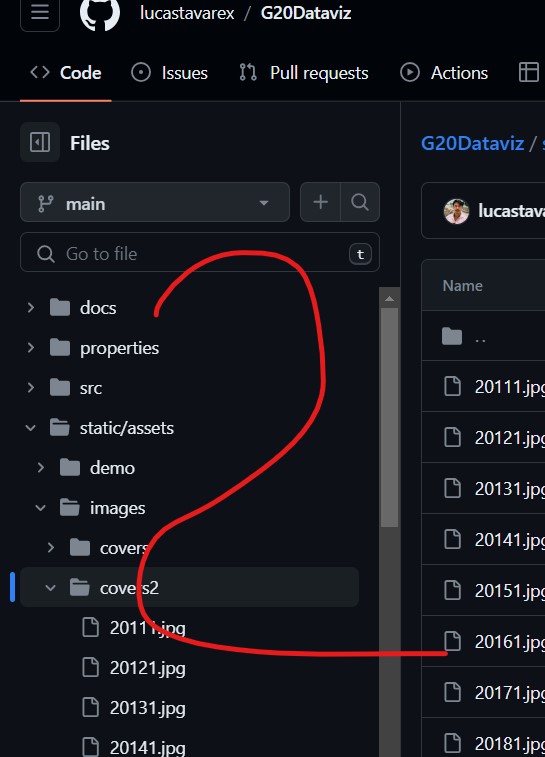 lucastavarex / G20Dataviz
Code Issues Pull requests Actions
Files
main
Go to file t
docs
properties
src
static/assets
demo
images
covers
covers2
20111.jpg
20121.jpg
20131.jpg
20141.jpg
G20Dataviz /
lucastava
Name
..
20111.jpg
20121.jpg
20131.jpg
20141.jpg
20151.jpg
20161.jpg
20171.jpg
20181.jpg